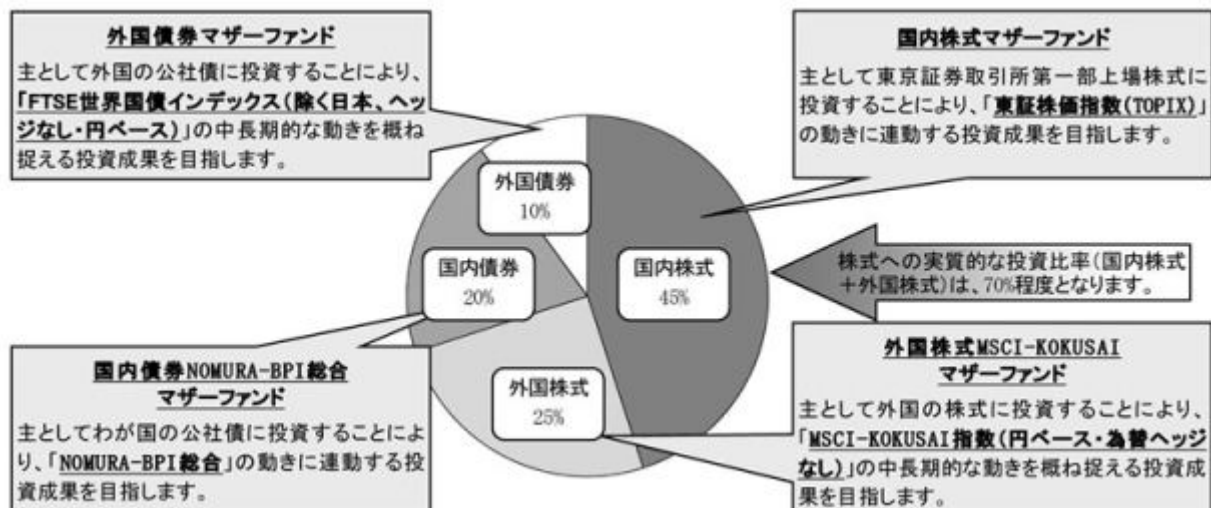 外国債券マザーファンド
主として外国の公社債に投資することにより、
「FTSE世界国債インデックス(除く日本、ヘッ
ジなし・円ベース)」の中長期的な動きを概ね
捉える投資成果を目指します。
国内株式マザーファンド
主として東京証券取引所第一部上場株式に
投資することにより、「東証株価指数(TOPIX)」
の動きに連動する投資成果を目指します。
外国債券
10%
国内債券
20%
国内株式
45%
株式への実質的な投資比率(国内株式
+外国株式)は、70%程度となります。
外国株式
25%
国内債券NOMURA-BPI総合
マザーファンド
主としてわが国の公社債に投資することによ
り、「NOMURA-BPI総合」の動きに連動する投
資成果を目指します。
外国株式MSCI-KOKUSAI
マザーファンド
主として外国の株式に投資することにより、
「MSCI-KOKUSAI指数(円ベース・為替ヘッジ
なし)」の中長期的な動きを概ね捉える投資成
果を目指します。